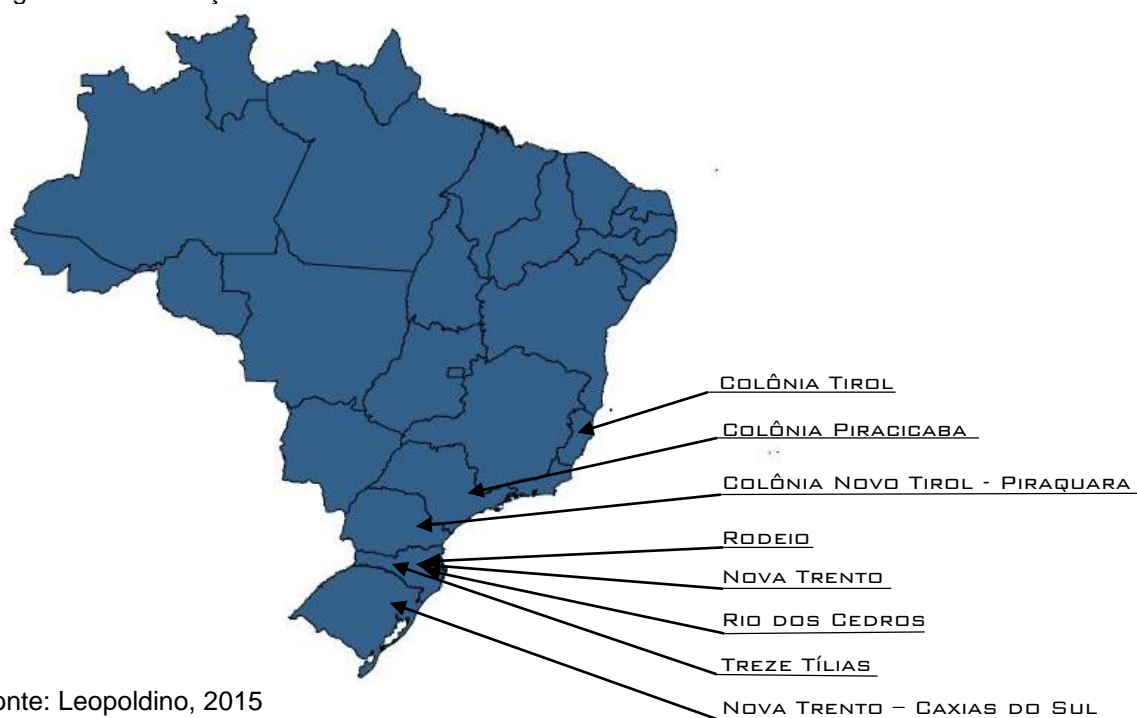 COLÔNIA TIROL
COLÔNIA PIRACICABA
COLÔNIA NOVO TIROL - PIRAQUARA
RODEIO
NOVA TRENTO
RIO DOS CEDROS
TREZE TÍLIAS
NOVA TRENTO – CAXIAS DO SUL
onte: Leopoldino, 2015